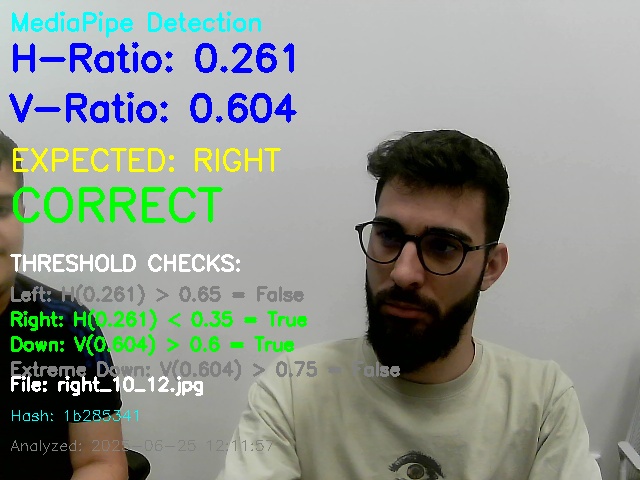 MediaPipe Detection
H-Ratio: 0.261
V-Ratio: 0.604
EXPECTED: RIGHT
CORRECT
THRESHOLD CHECKS:
Left: H(0.261) > 0.65 = False
Right: H(0.261) < 0.35 = True
Down: V(0.604) > 0.6 = True
Extreme Down: V(0.604) > 0.75 = False
File: right_10_12.jpg
Hash: 1b285341
Analyzed: 2025-06-25 12:11:57